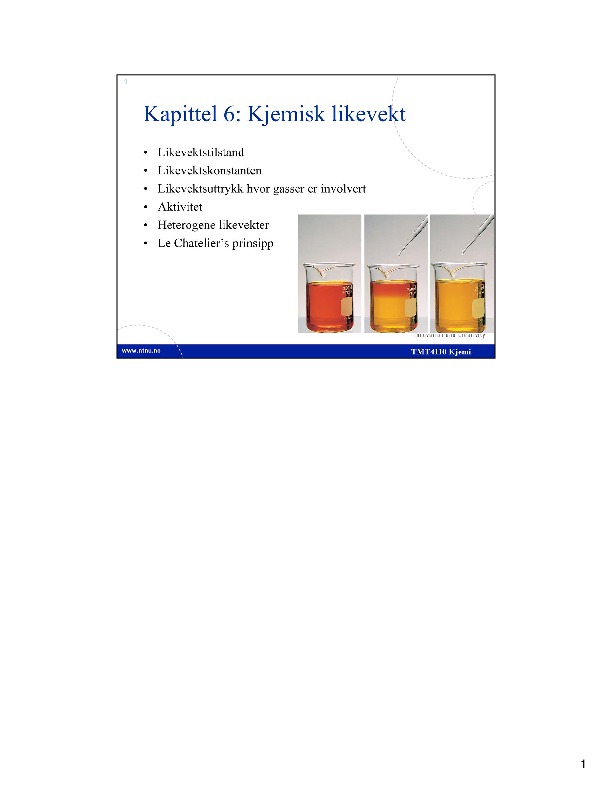 1
Kapittel 6: Kjemisk likevekt
• Likevektstilstand
• Likevektskonstanten
• Likevektsuttrykk hvor gasser er involvert
• Aktivitet
• Heterogene likevekter
• Le Chatelier’s prinsipp
www.ntnu.no
TMT4110 Kjemi
1